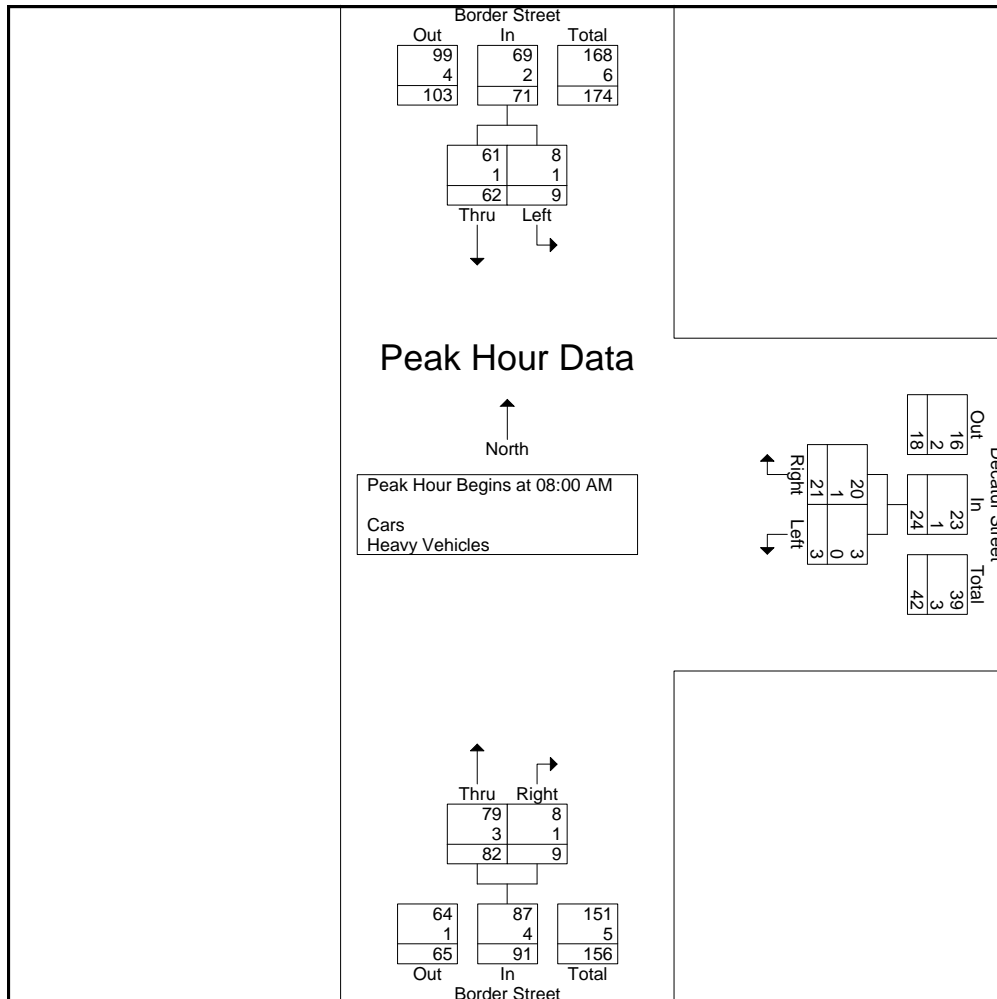 Border Street
Out In Total
99 69 168
4 2 6
103 71 174
61 8
1 1
62 9
Thru Left
Peak Hour Data
North
Peak Hour Begins at 08:00 AM
Cars
Heavy Vehicles
Right Left
21 3
1 0
20 3
Out In Total
16 23 39
2 1 3
18 24 42
Decatur Street
Thru Right
79 8
3 1
82 9
64 87 151
1 4 5
65 91 156
Out In Total
Border Street